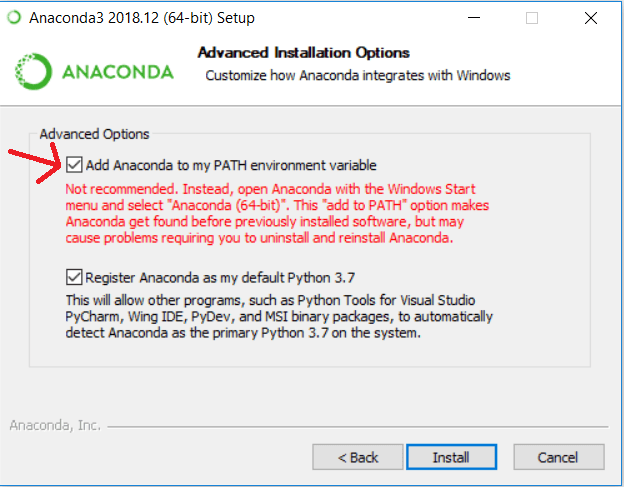 Anaconda3 2018.12 (64-bit) Setup
Advanced Installation Options
Customize how Anaconda integrates with Windows
ANACONDA
Advanced Options
Add Anaconda to my PATH environment variable
Not recommended. Instead, open Anaconda with the Windows Start
menu and select "Anaconda (64-bit)". This "add to PATH" option makes
Anaconda get found before previously installed software, but may
cause problems requiring you to uninstall and reinstall Anaconda.
Register Anaconda as my default Python 3.7
This will allow other programs, such as Python Tools for Visual Studio
PyCharm, Wing IDE, PyDev, and MSI binary packages, to automatically
detect Anaconda as the primary Python 3.7 on the system.
Anaconda, Inc.
< Back
Install
Cancel